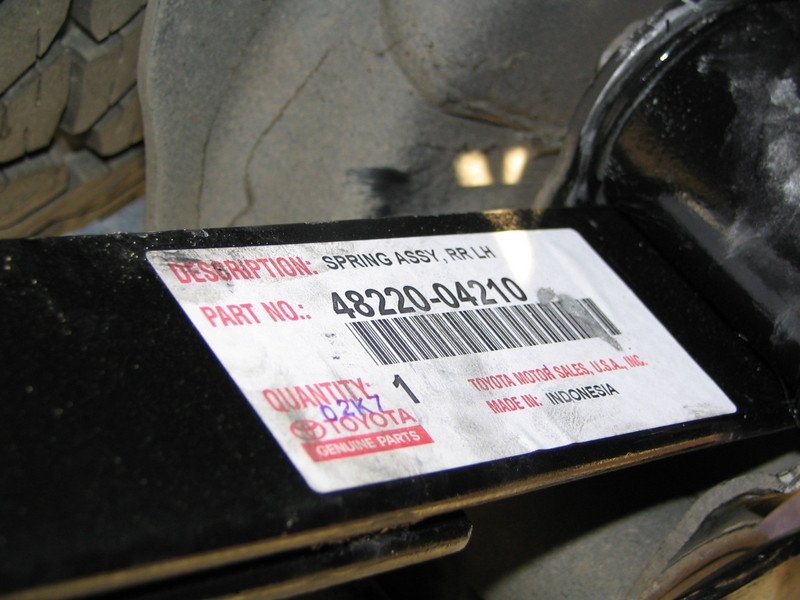 DESCRIPTION: SPRING ASSY, RR LH
PART NO.: 48220-04210
QUANTITY: 1
02K7
TOYOTA
GENUINE PARTS
TOYOTA MOTOR SALES, U.S.A., INC.
MADE IN: INDONESIA